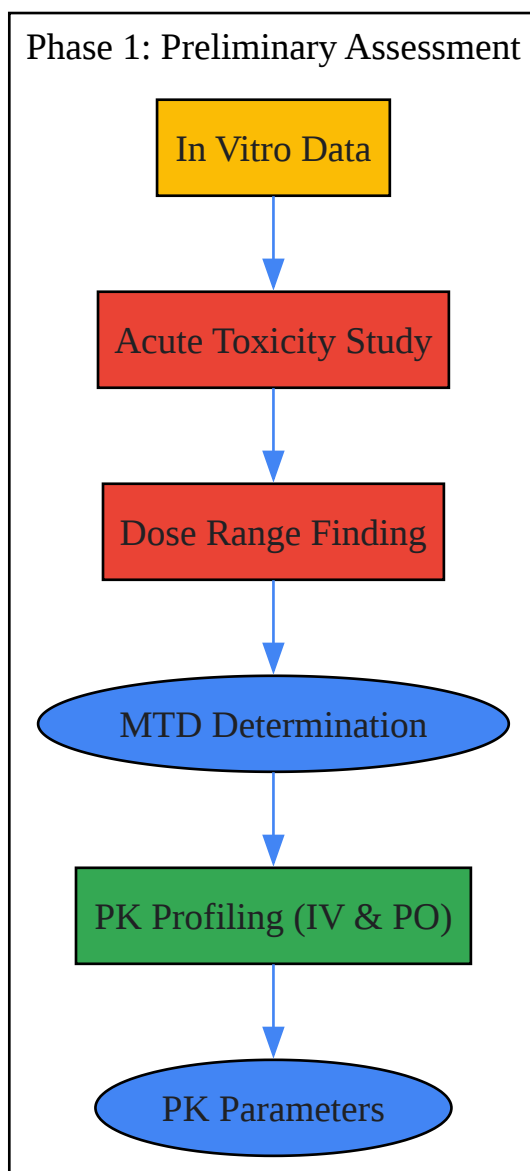 Phase 1: Preliminary Assessment
In Vitro Data
Acute Toxicity Study
Dose Range Finding
MTD Determination
PK Profiling (IV & PO)
PK Parameters